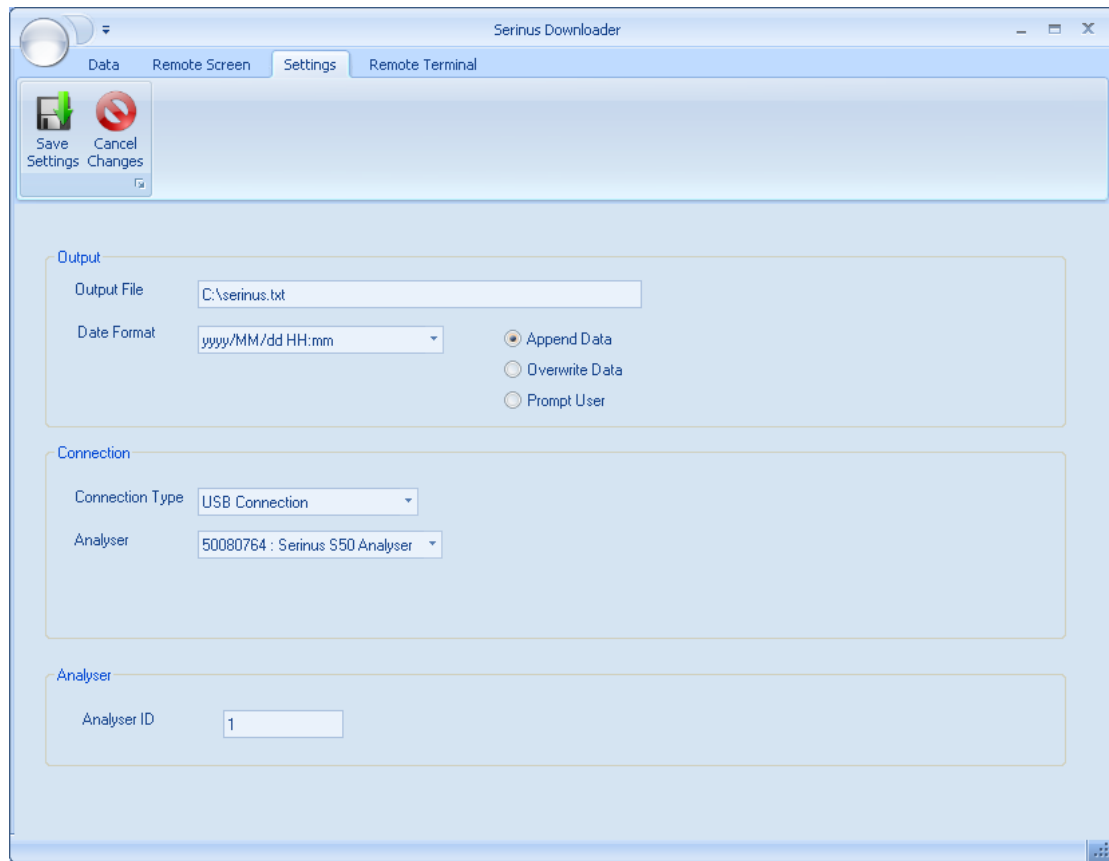 Serinus Downloader
Data Remote Screen Settings Remote Terminal
Save Settings
Cancel Changes
Output
Output File C:\serinus.txt
Date Format yyyy/MM/dd HH:mm
Append Data
Overwrite Data
Prompt User
Connection
Connection Type USB Connection
Analyser 50080764 : Serinus S50 Analyser
Analyser
Analyser ID 1